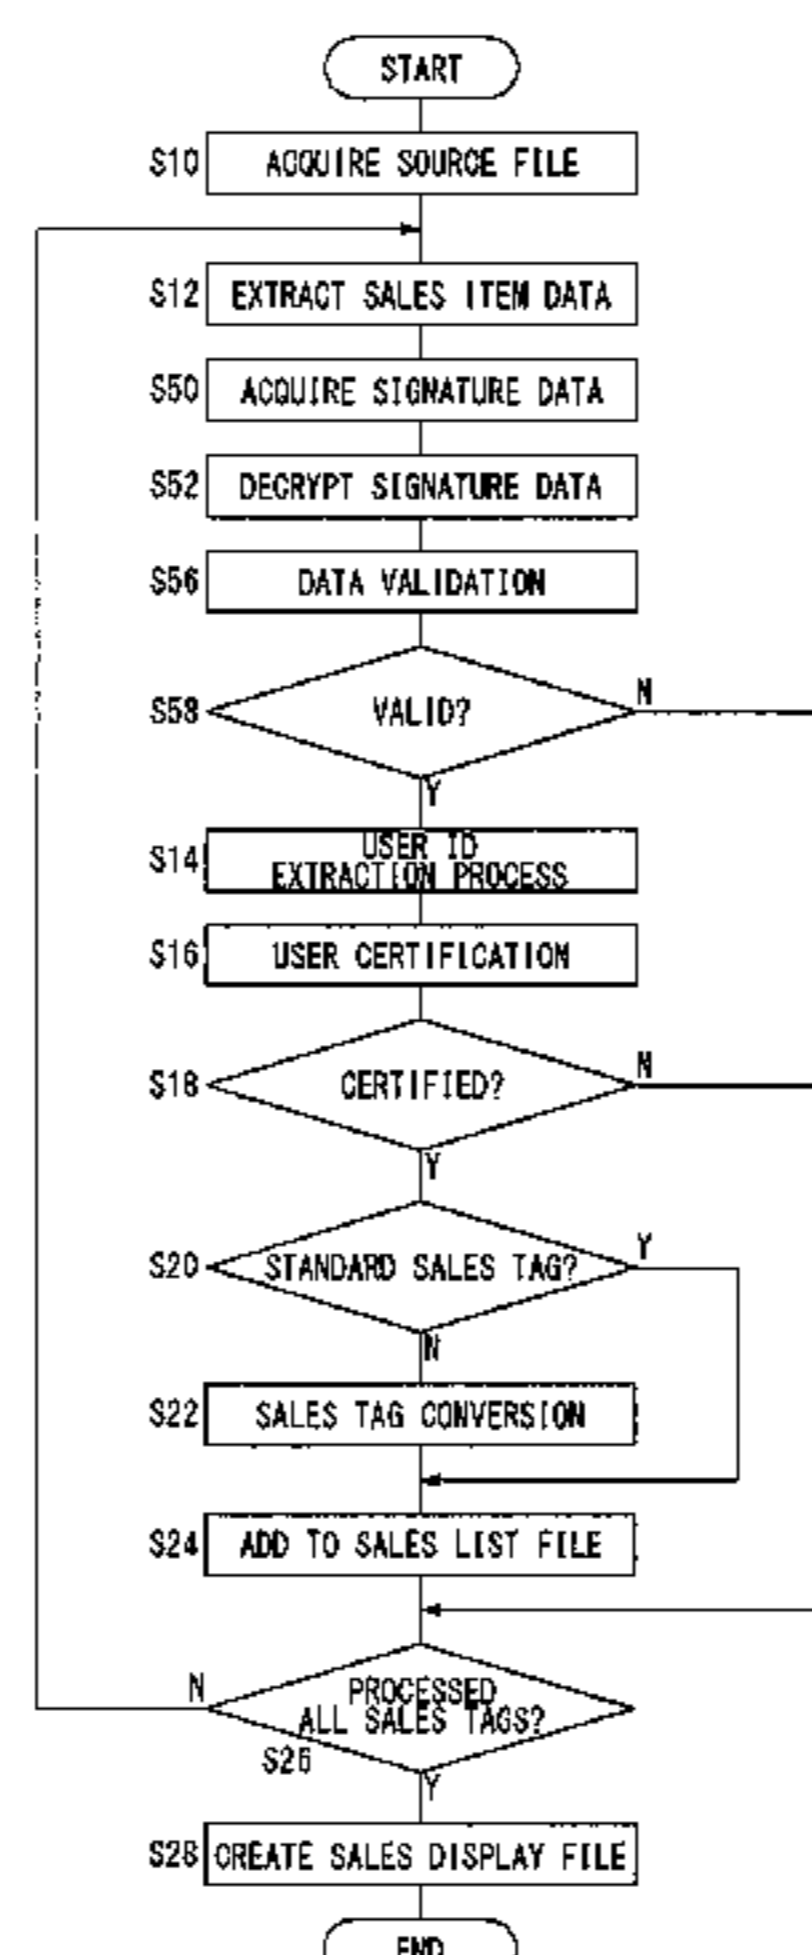 START
S10 ACQUIRE SOURCE FILE
S12 EXTRACT SALES ITEM DATA
S50 ACQUIRE SIGNATURE DATA
S52 DECRYPT SIGNATURE DATA
S56 DATA VALIDATION
S58 VALID? N
Y
S14 USER ID
EXTRACTION PROCESS
S16 USER CERTIFICATION
S18 CERTIFIED? N
Y
S20 STANDARD SALES TAG? Y
N
S22 SALES TAG CONVERSION
S24 ADD TO SALES LIST FILE
N PROCESSED
ALL SALES TAGS?
S26
Y
S28 CREATE SALES DISPLAY FILE
END